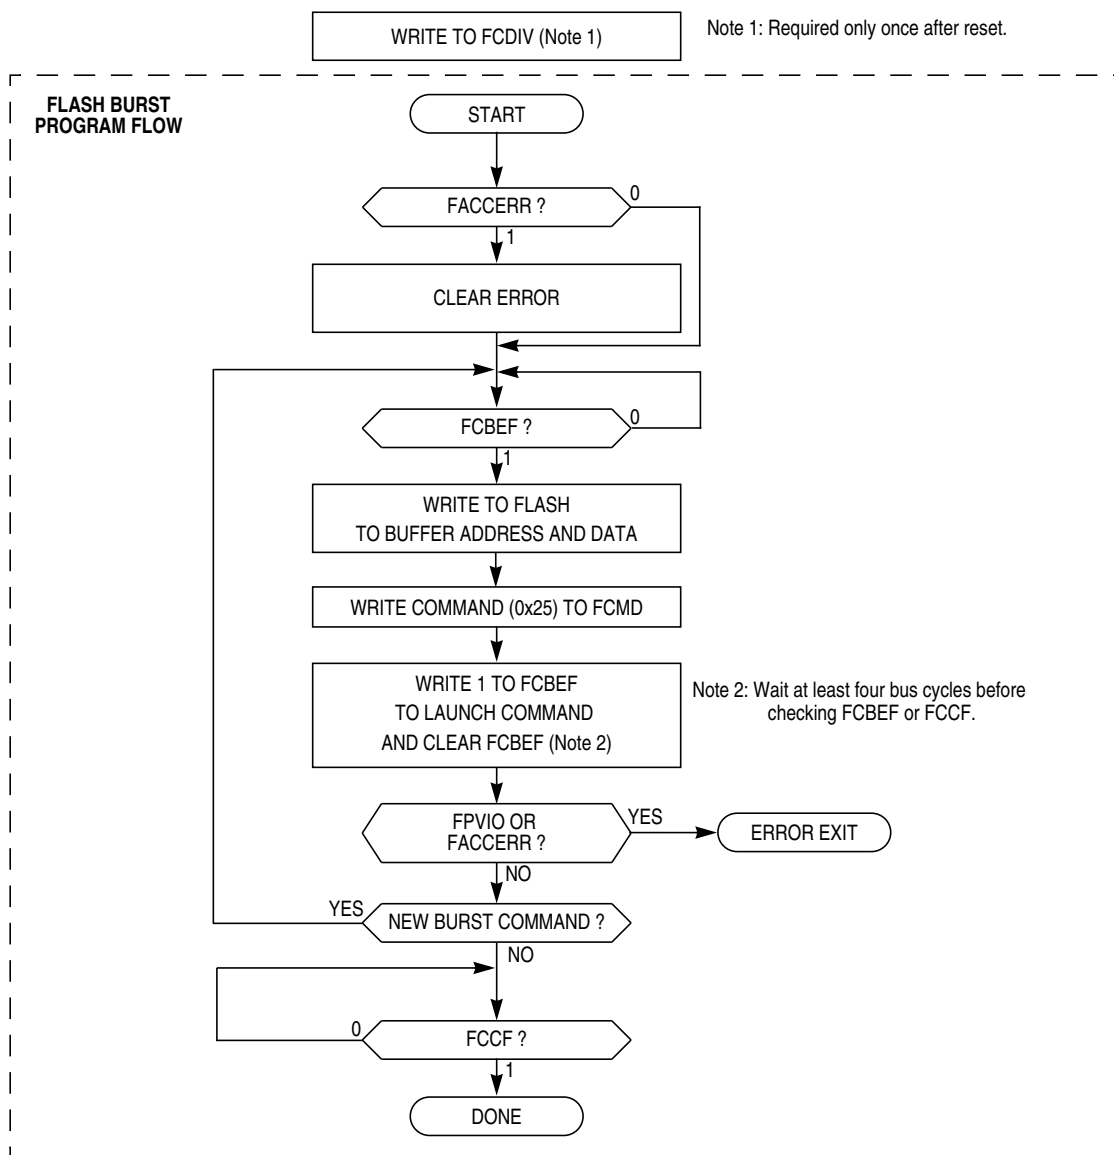 WRITE TO FCDIV (Note 1)
Note 1: Required only once after reset.
FLASH BURST
PROGRAM FLOW
START
FACCERR ?
0
1
CLEAR ERROR
FCBEF ?
0
1
WRITE TO FLASH
TO BUFFER ADDRESS AND DATA
WRITE COMMAND (0x25) TO FCMD
WRITE 1 TO FCBEF
TO LAUNCH COMMAND
AND CLEAR FCBEF (Note 2)
Note 2: Wait at least four bus cycles before
checking FCBEF or FCCF.
FPVIO OR
FACCERR ?
YES
ERROR EXIT
NO
YES
NEW BURST COMMAND ?
NO
0
FCCF ?
1
DONE